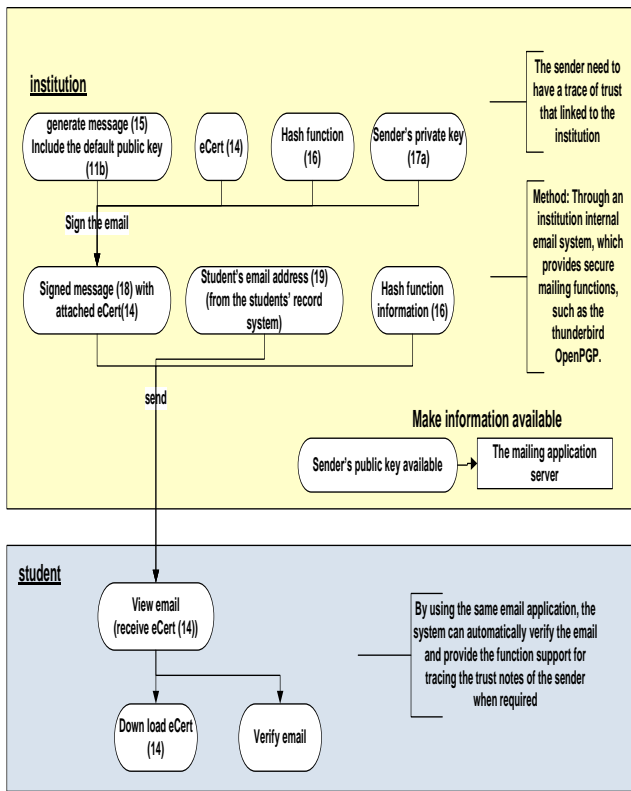 institution
The sender need to
have a trace of trust
that linked to the
institution
generate message (15)
Include the default public key
(11b)
eCert (14)
Hash function
(16)
Sender's private key
(17a)
Sign the email
Method: Through an
institution internal
email system, which
provides secure
mailing functions,
such as the
thunderbird
OpenPGP.
Signed message (18) with
attached eCert(14)
Student's email address (19)
(from the students' record
system)
Hash function
information (16)
send
Make information available
Sender's public key available
The mailing application
server
student
View email
(receive eCert (14))
By using the same email application, the
system can automatically verify the email
and provide the function support for
tracing the trust notes of the sender
when required
Down load eCert
(14)
Verify email